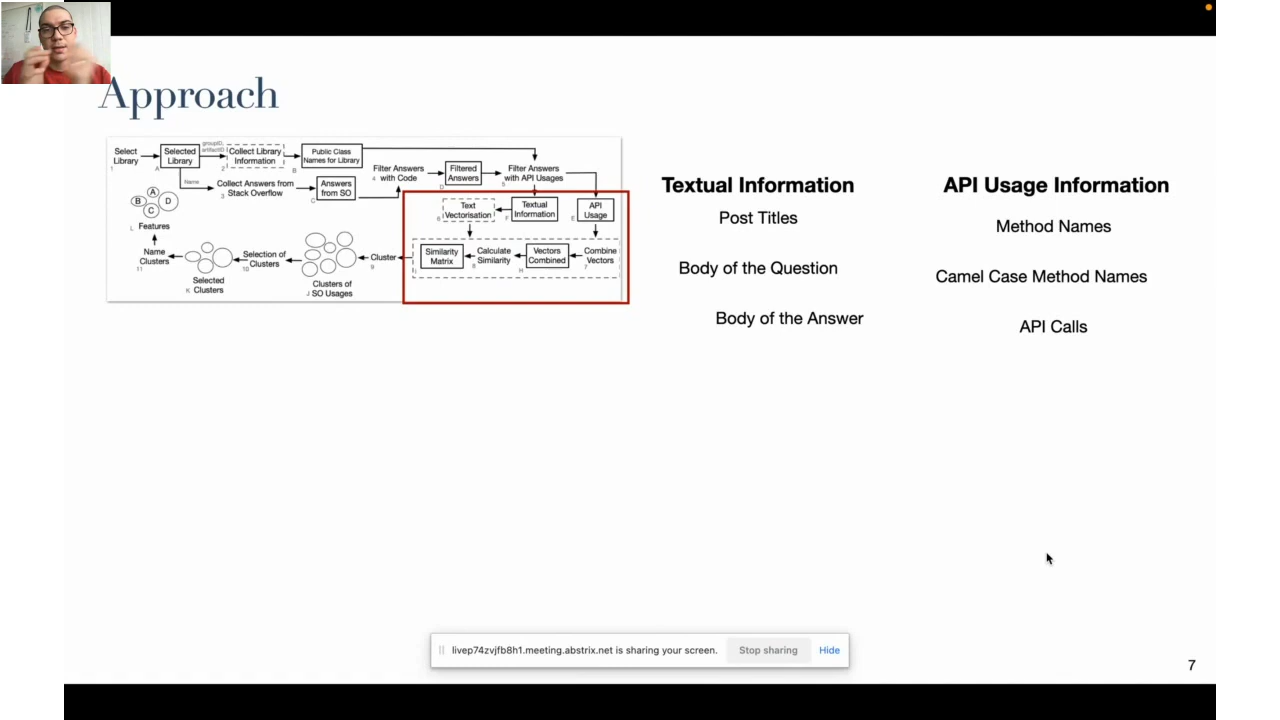 Approach
Select
Library
1
Selected
Library
A
groupID,
artifactID
2
Collect Library
Information
B
Public Class
Names for Library
Name
Collect Answers from
3 Stack Overflow
C
Answers
from SO
Filter Answers
4 with Code
D
Filtered
Answers
Filter Answers
5 with API Usages
Text
Vectorisation
6
Textual
Information
F
API
Usage
E
Similarity
Matrix
I
Calculate
Similarity
8
Vectors
Combined
H
Combine
Vectors
7
Cluster
9
Clusters of
J SO Usages
Selection of
Clusters
10
Selected
K Clusters
Name
Clusters
11
A
B
D
C
L Features
Textual Information
Post Titles
Body of the Question
Body of the Answer
API Usage Information
Method Names
Camel Case Method Names
API Calls
livep74zvjfb8h1.meeting.abstrix.net is sharing your screen.
Stop sharing
Hide
7